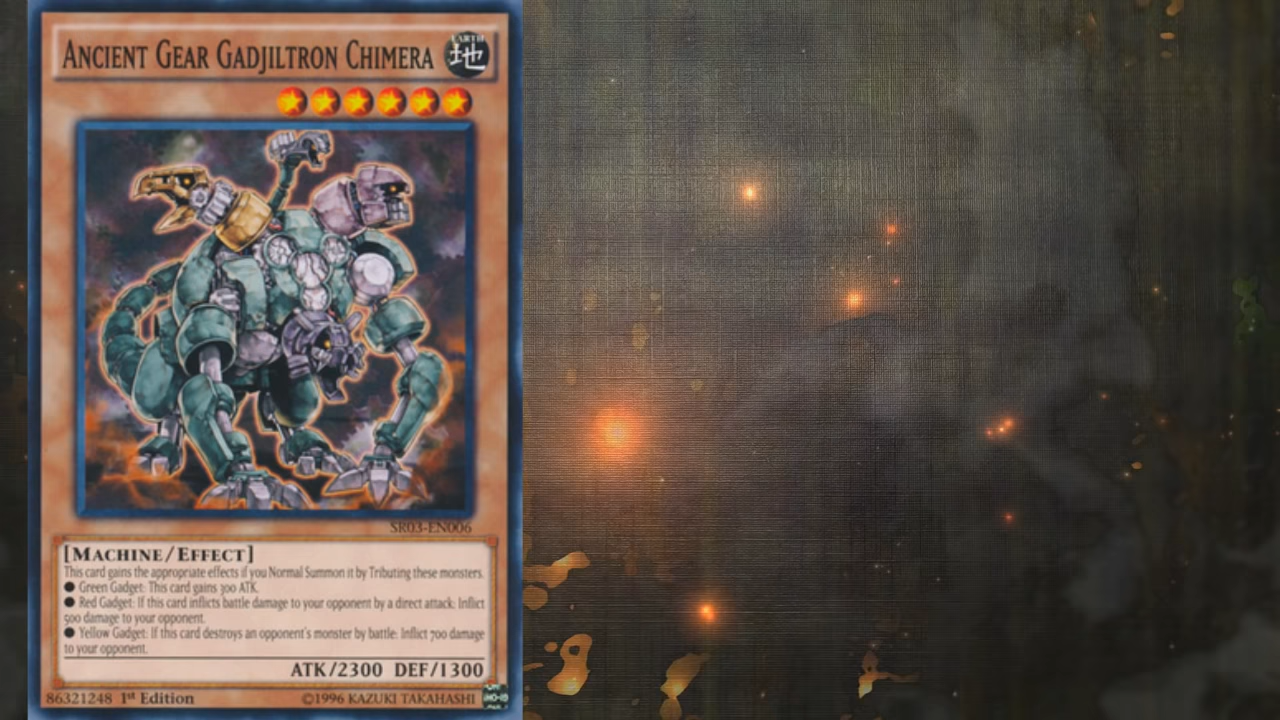 ANCIENT GEAR GADJILTRON CHIMERA
EARTH
地
SR03-EN006
[MACHINE/EFFECT]
This card gains the appropriate effects if you Normal Summon it by Tributing these monsters.
● Green Gadget: This card gains 300 ATK.
● Red Gadget: If this card inflicts battle damage to your opponent by a direct attack: Inflict
500 damage to your opponent.
● Yellow Gadget: If this card destroys an opponent's monster by battle: Inflict 700 damage
to your opponent.
ATK/2300 DEF/1300
86321248 1st Edition ©1996 KAZUKI TAKAHASHI